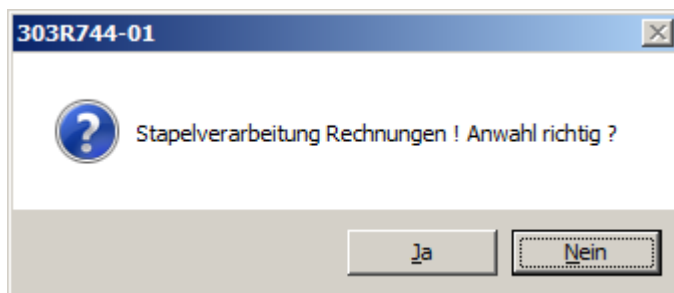 303R744-01
Stapelverarbeitung Rechnungen ! Anwahl richtig ?
Ja
Nein